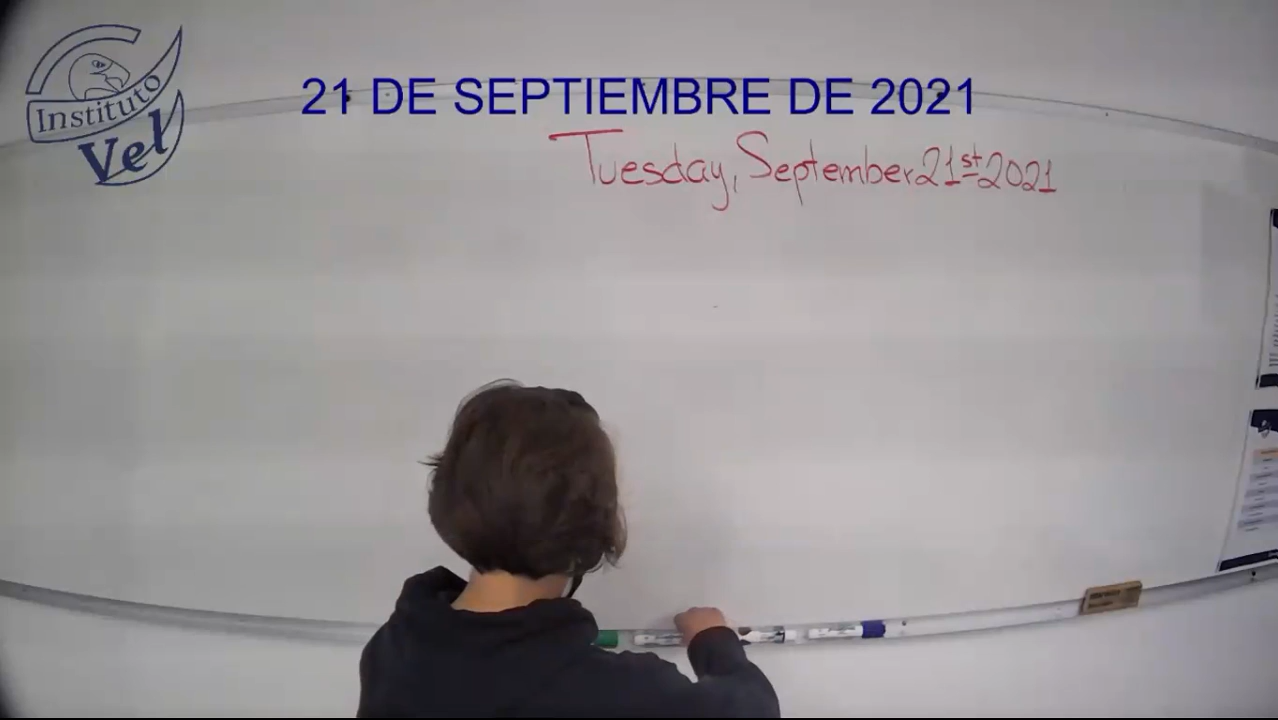 Instituto
Vel
21 DE SEPTIEMBRE DE 2021
Tuesday, September 21st 2021